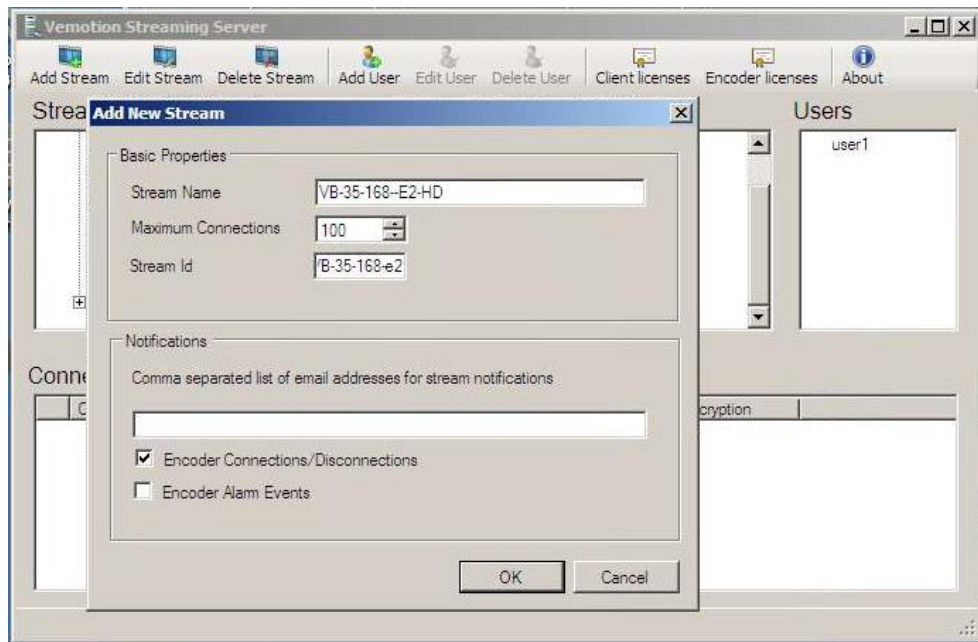 Vemotion Streaming Server
Add Stream Edit Stream Delete Stream Add User Edit User Delete User Client licenses Encoder licenses About
Users
user1
Add New Stream
Basic Properties
Stream Name VB-35-168--E2-HD
Maximum Connections 100
Stream Id B-35-168-e2
Notifications
Comma separated list of email addresses for stream notifications
Encoder Connections/Disconnections
Encoder Alarm Events
OK Cancel
Strea
Conne
cryption